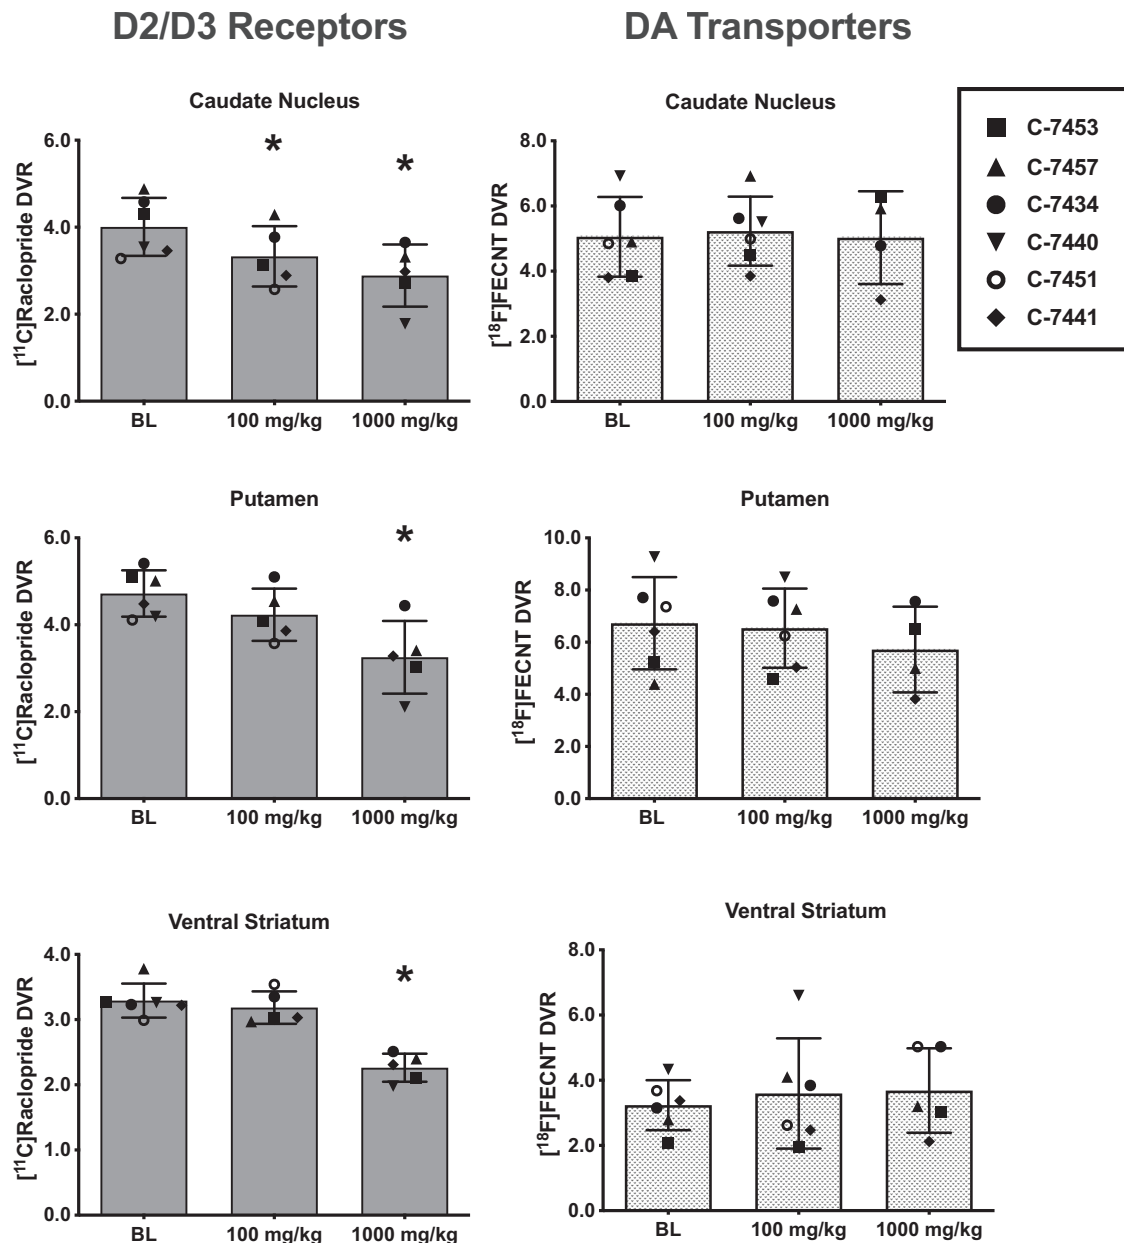 D2/D3 Receptors
DA Transporters
Caudate Nucleus
[¹¹C]Raclopride DVR
6.0
4.0
2.0
0.0
*
*
BL
100 mg/kg
1000 mg/kg
Caudate Nucleus
[¹⁸F]FECNT DVR
8.0
6.0
4.0
2.0
0.0
BL
100 mg/kg
1000 mg/kg
C-7453
C-7457
C-7434
C-7440
C-7451
C-7441
Putamen
[¹¹C]Raclopride DVR
6.0
4.0
2.0
0.0
*
BL
100 mg/kg
1000 mg/kg
Putamen
[¹⁸F]FECNT DVR
10.0
8.0
6.0
4.0
2.0
0.0
BL
100 mg/kg
1000 mg/kg
Ventral Striatum
[¹¹C]Raclopride DVR
4.0
3.0
2.0
1.0
0.0
*
BL
100 mg/kg
1000 mg/kg
Ventral Striatum
[¹⁸F]FECNT DVR
8.0
6.0
4.0
2.0
0.0
BL
100 mg/kg
1000 mg/kg